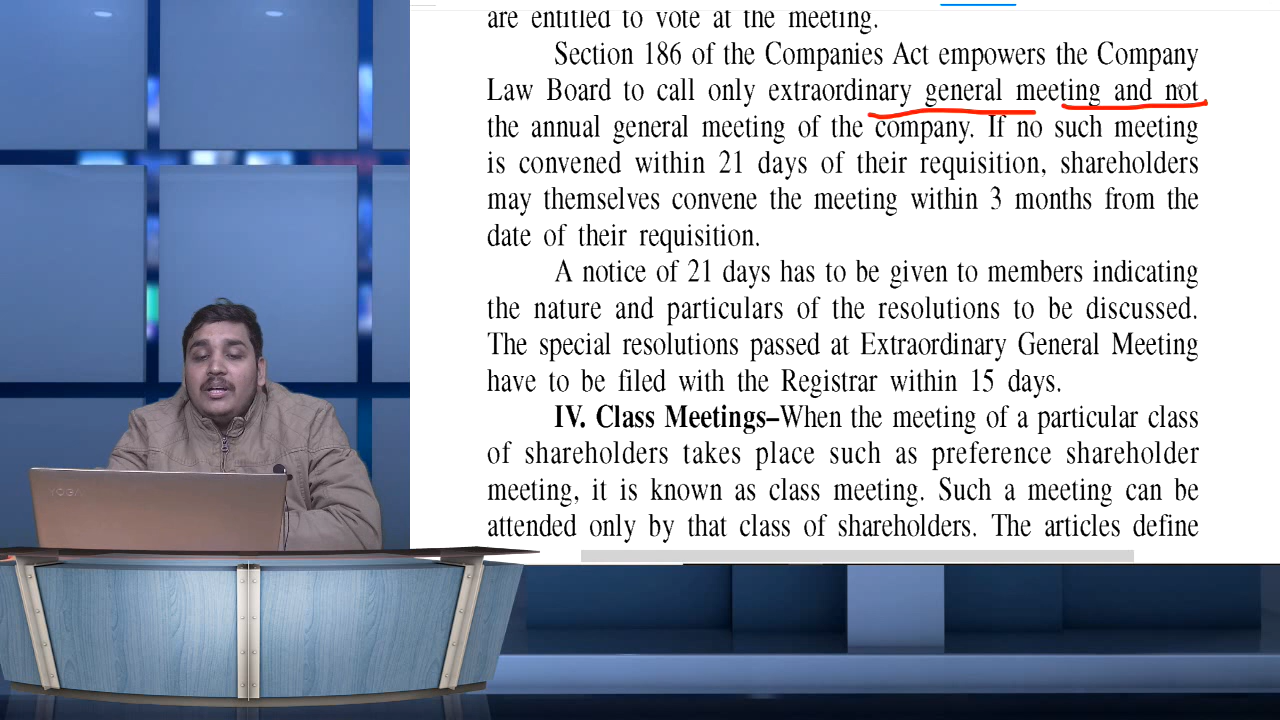 are entitled to vote at the meeting.
Section 186 of the Companies Act empowers the Company
Law Board to call only extraordinary general meeting and not
the annual general meeting of the company. If no such meeting
is convened within 21 days of their requisition, shareholders
may themselves convene the meeting within 3 months from the
date of their requisition.
A notice of 21 days has to be given to members indicating
the nature and particulars of the resolutions to be discussed.
The special resolutions passed at Extraordinary General Meeting
have to be filed with the Registrar within 15 days.
IV. Class Meetings–When the meeting of a particular class
of shareholders takes place such as preference shareholder
meeting, it is known as class meeting. Such a meeting can be
attended only by that class of shareholders. The articles define
YOGA